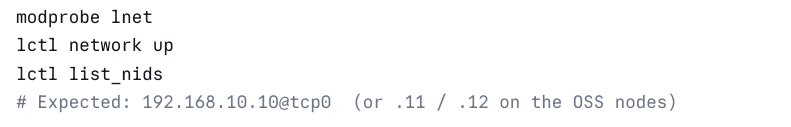 modprobe lnet
lctl network up
lctl list_nids
# Expected: 192.168.10.10@tcp0  (or .11 / .12 on the OSS nodes)